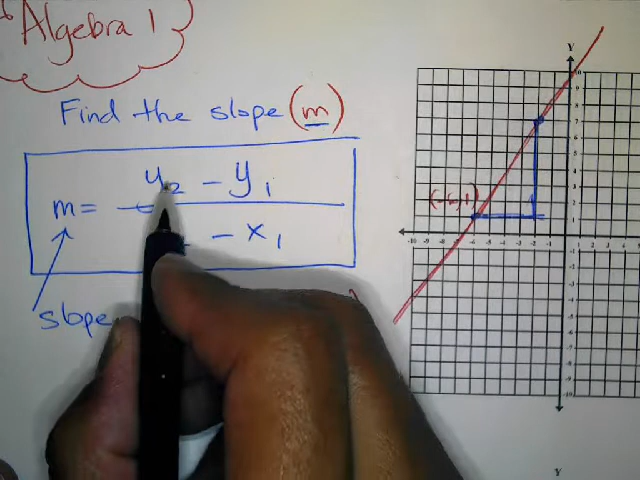 Algebra 1
Find the slope (m)
m = y₂ - y₁
- x₁
slope
(-6,1)
Y
Y